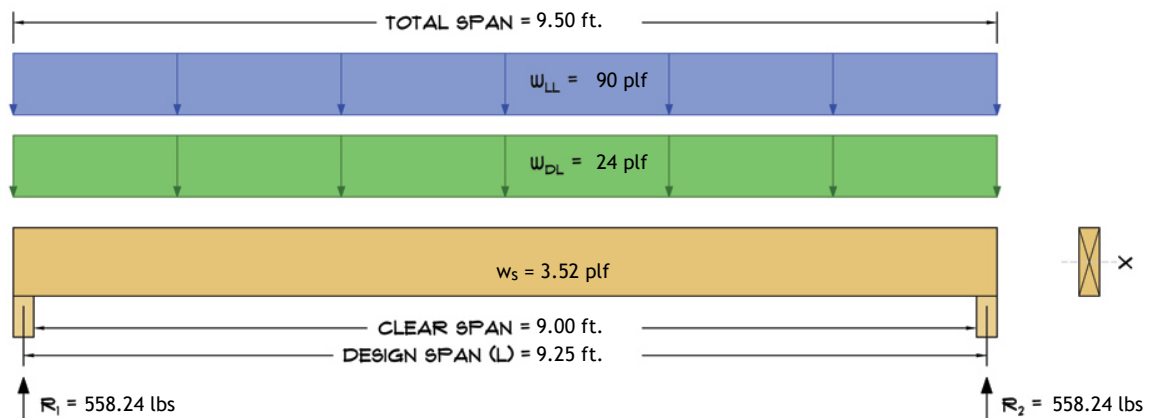 TOTAL SPAN = 9.50 ft.
wLL = 90 plf
wDL = 24 plf
ws = 3.52 plf
X
CLEAR SPAN = 9.00 ft.
DESIGN SPAN (L) = 9.25 ft.
R1 = 558.24 lbs
R2 = 558.24 lbs